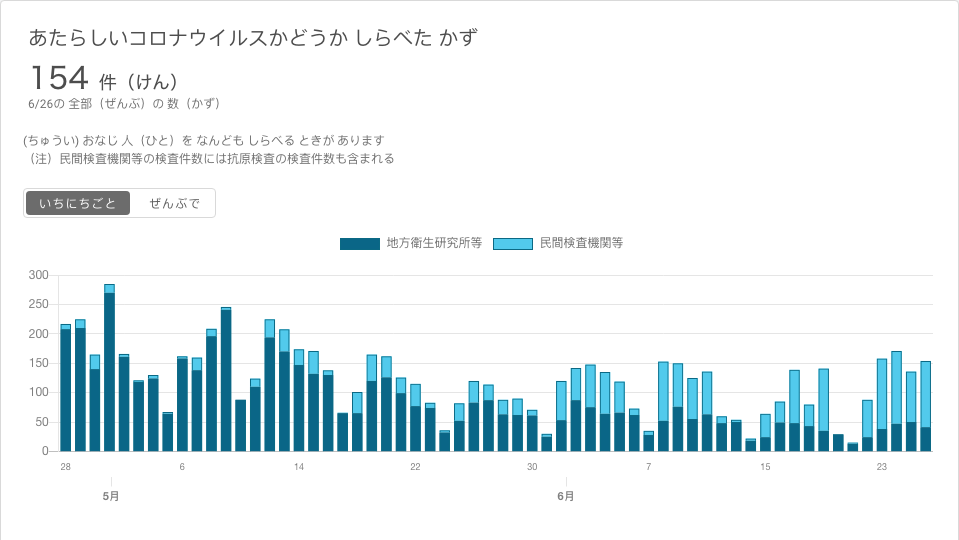 あたらしいコロナウイルスかどうか しらべた かず
154 件（けん）
6/26の 全部（ぜんぶ）の 数（かず）
(ちゅうい) おなじ 人（ひと）を なんども しらべる ときが あります
（注）民間検査機関等の検査件数には抗原検査の検査件数も含まれる
いちにちごと ぜんぶで
地方衛生研究所等 民間検査機関等
300
250
200
150
100
50
0
28 6 14 22 30 7 15 23
5月 6月